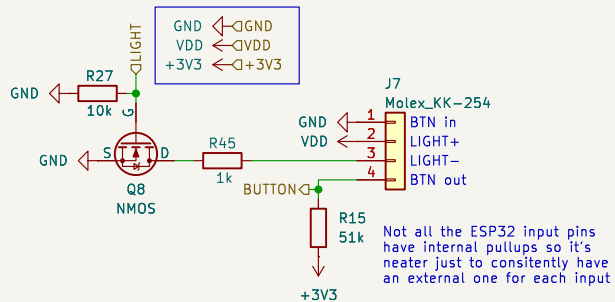 LIGHT
GND GND
VDD VDD
+3V3 +3V3
R27
GND
10k
G
J7
Molex_KK-254
GND 1 BTN in
VDD 2 LIGHT+
3 LIGHT-
4 BTN out
GND S D
R45
1k
Q8
NMOS
BUTTON
R15
51k
+3V3
Not all the ESP32 input pins
have internal pullups so it's
neater just to consitently have
an external one for each input